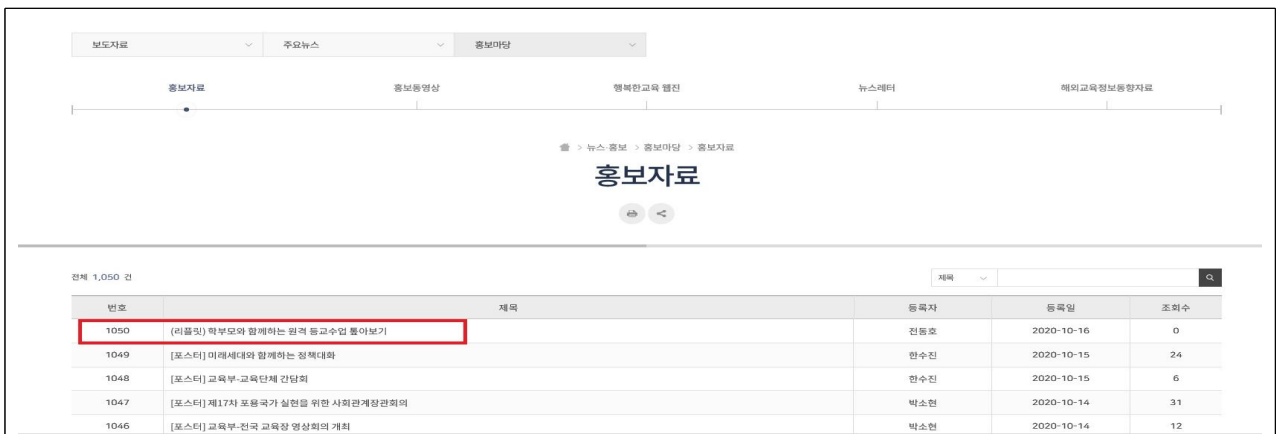 보도자료 주요뉴스 홍보마당
홍보자료 홍보동영상 행복한교육 웹진 뉴스레터 해외교육정보동향자료
> 뉴스·홍보 > 홍보마당 > 홍보자료
홍보자료
전체 1,050 건 제목
번호 제목 등록자 등록일 조회수
1050 (리플릿) 학부모와 함께하는 원격 등교수업 톺아보기 전동호 2020-10-16 0
1049 [포스터] 미래세대와 함께하는 정책대화 한수진 2020-10-15 24
1048 [포스터] 교육부-교육단체 간담회 한수진 2020-10-15 6
1047 [포스터] 제17차 포용국가 실현을 위한 사회관계장관회의 박소현 2020-10-14 31
1046 [포스터] 교육부-전국 교육장 영상회의 개최 박소현 2020-10-14 12